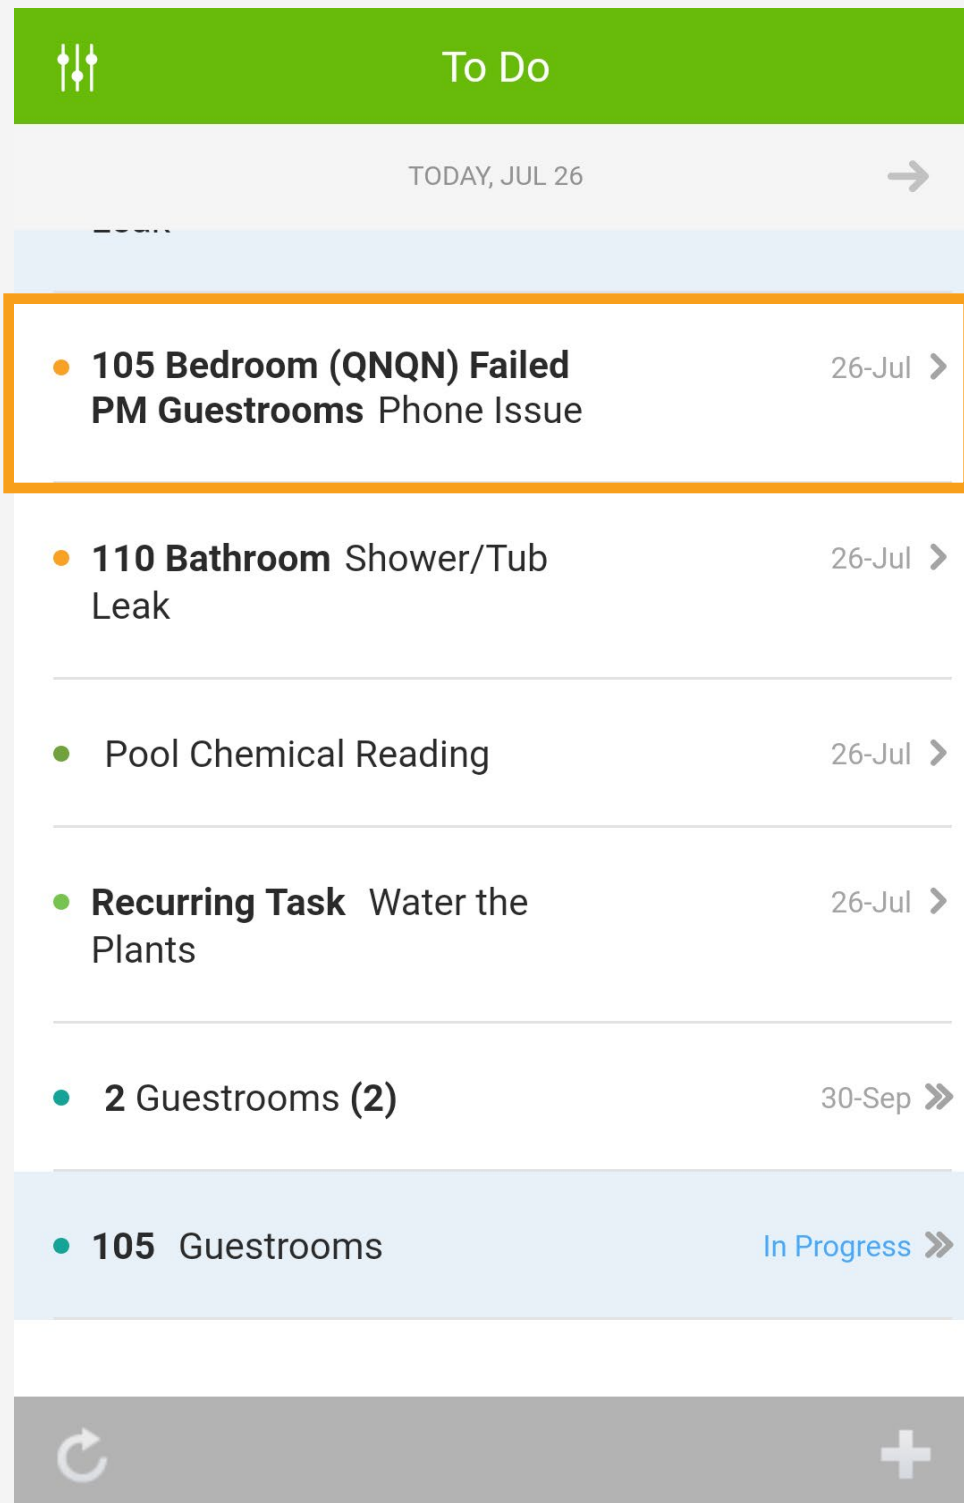 To Do
TODAY, JUL 26
105 Bedroom (QNQN) Failed
PM Guestrooms Phone Issue
26-Jul
110 Bathroom Shower/Tub
Leak
26-Jul
Pool Chemical Reading
26-Jul
Recurring Task Water the
Plants
26-Jul
2 Guestrooms (2)
30-Sep
105 Guestrooms
In Progress